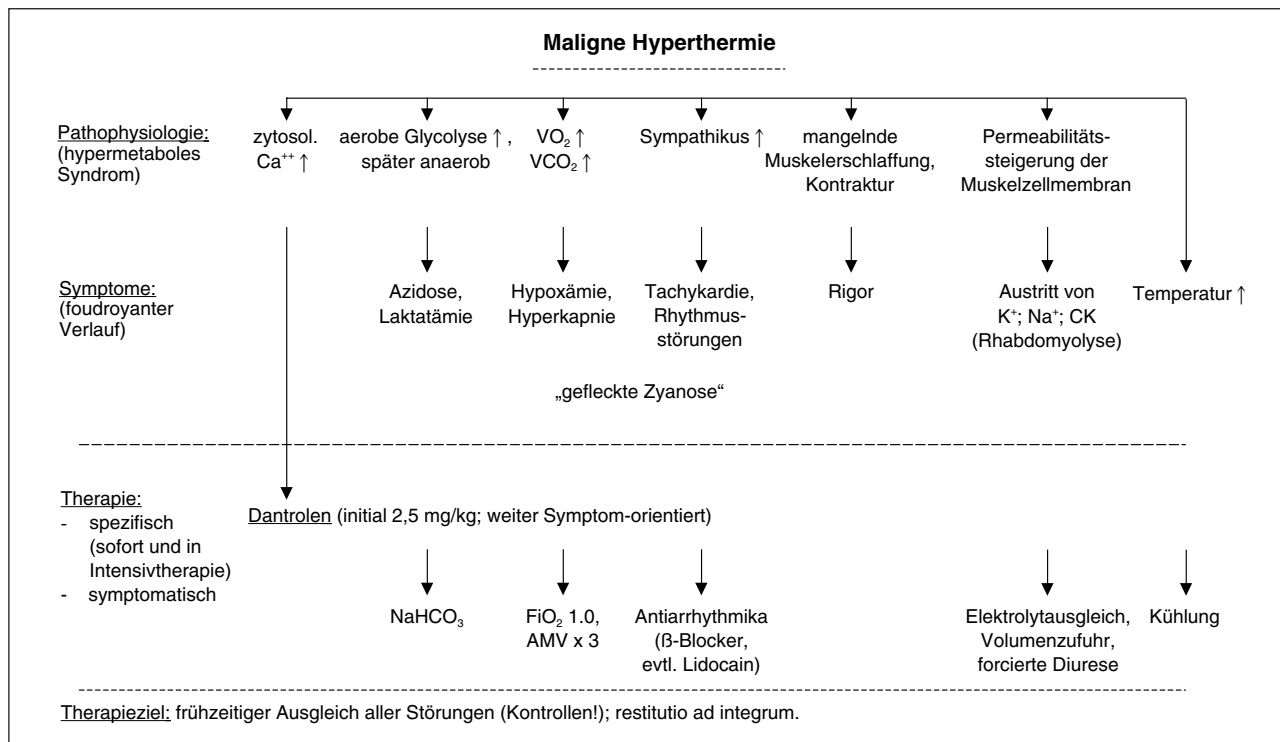 Maligne Hyperthermie
Pathophysiologie:
(hypermetaboles
Syndrom)
zytosol.
Ca⁺⁺ ↑
aerobe Glycolyse ↑ ,
später anaerob
VO₂ ↑
VCO₂ ↑
Sympathikus ↑
mangelnde
Muskelerschlaffung,
Kontraktur
Permeabilitäts-
steigerung der
Muskelzellmembran
Symptome:
(foudroyanter
Verlauf)
Azidose,
Laktatämie
Hypoxämie,
Hyperkapnie
Tachykardie,
Rhythmus-
störungen
Rigor
Austritt von
K⁺; Na⁺; CK
(Rhabdomyolyse)
Temperatur ↑
„gefleckte Zyanose“
Therapie:
- spezifisch
(sofort und in
Intensivtherapie)
- symptomatisch
Dantrolen (initial 2,5 mg/kg; weiter Symptom-orientiert)
NaHCO₃
FiO₂ 1.0,
AMV x 3
Antiarrhythmika
(ß-Blocker,
evtl. Lidocain)
Elektrolytausgleich,
Volumenzufuhr,
forcierte Diurese
Kühlung
Therapieziel: frühzeitiger Ausgleich aller Störungen (Kontrollen!); restitutio ad integrum.